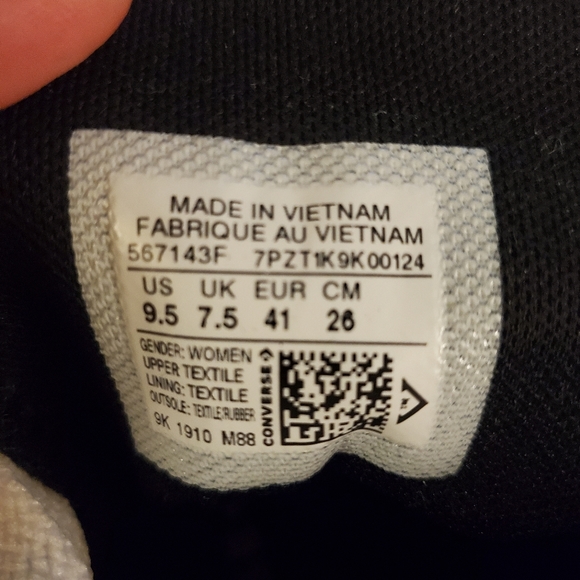 MADE IN VIETNAM
FABRIQUE AU VIETNAM
567143F 7PZT1K9K00124
US UK EUR CM
9.5 7.5 41 26
GENDER: WOMEN
UPPER TEXTILE
LINING: TEXTILE
OUTSOLE: TEXTILE/RUBBER
9K 1910 M88
CONVERSE